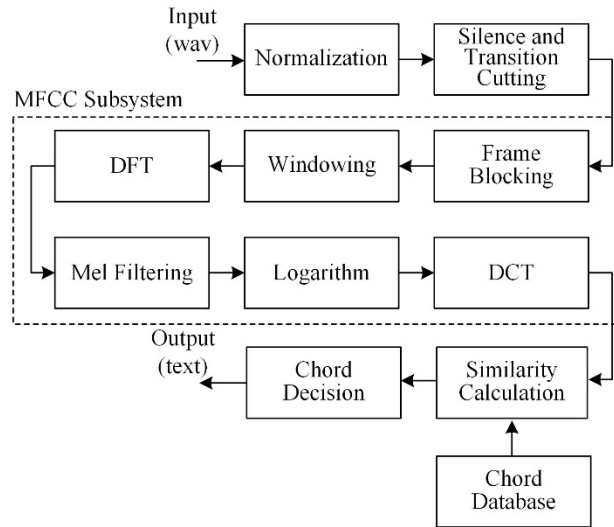 Input
(wav)
Normalization
Silence and
Transition
Cutting
MFCC Subsystem
DFT
Windowing
Frame
Blocking
Mel Filtering
Logarithm
DCT
Output
(text)
Chord
Decision
Similarity
Calculation
Chord
Database